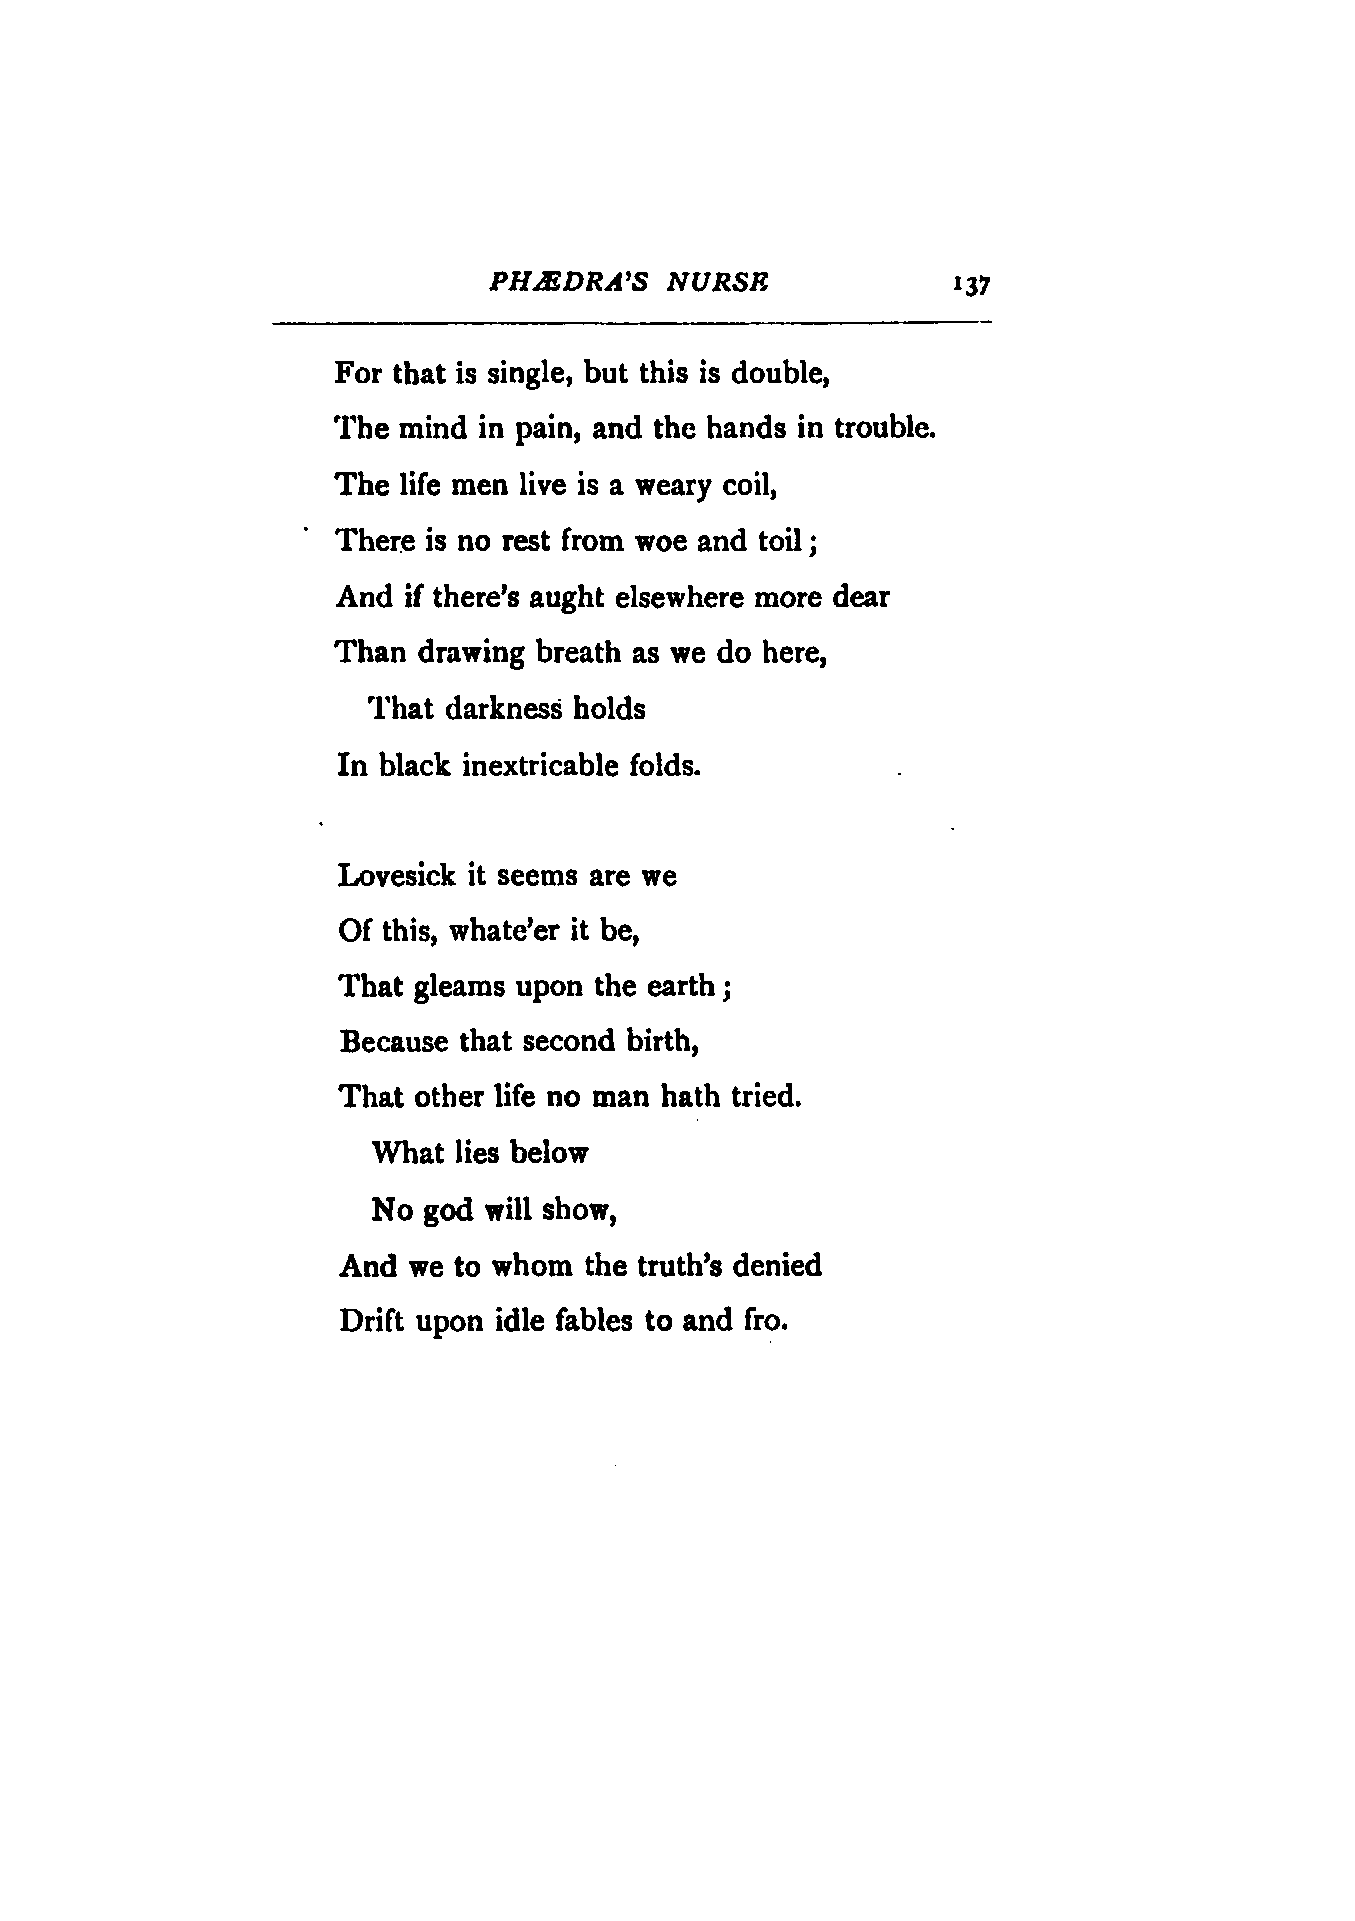 PHÆDRA'S NURSE 137
For that is single, but this is double,
The mind in pain, and the hands in trouble.
The life men live is a weary coil,
There is no rest from woe and toil;
And if there's aught elsewhere more dear
Than drawing breath as we do here,
That darkness holds
In black inextricable folds.
Lovesick it seems are we
Of this, whate'er it be,
That gleams upon the earth;
Because that second birth,
That other life no man hath tried.
What lies below
No god will show,
And we to whom the truth's denied
Drift upon idle fables to and fro.